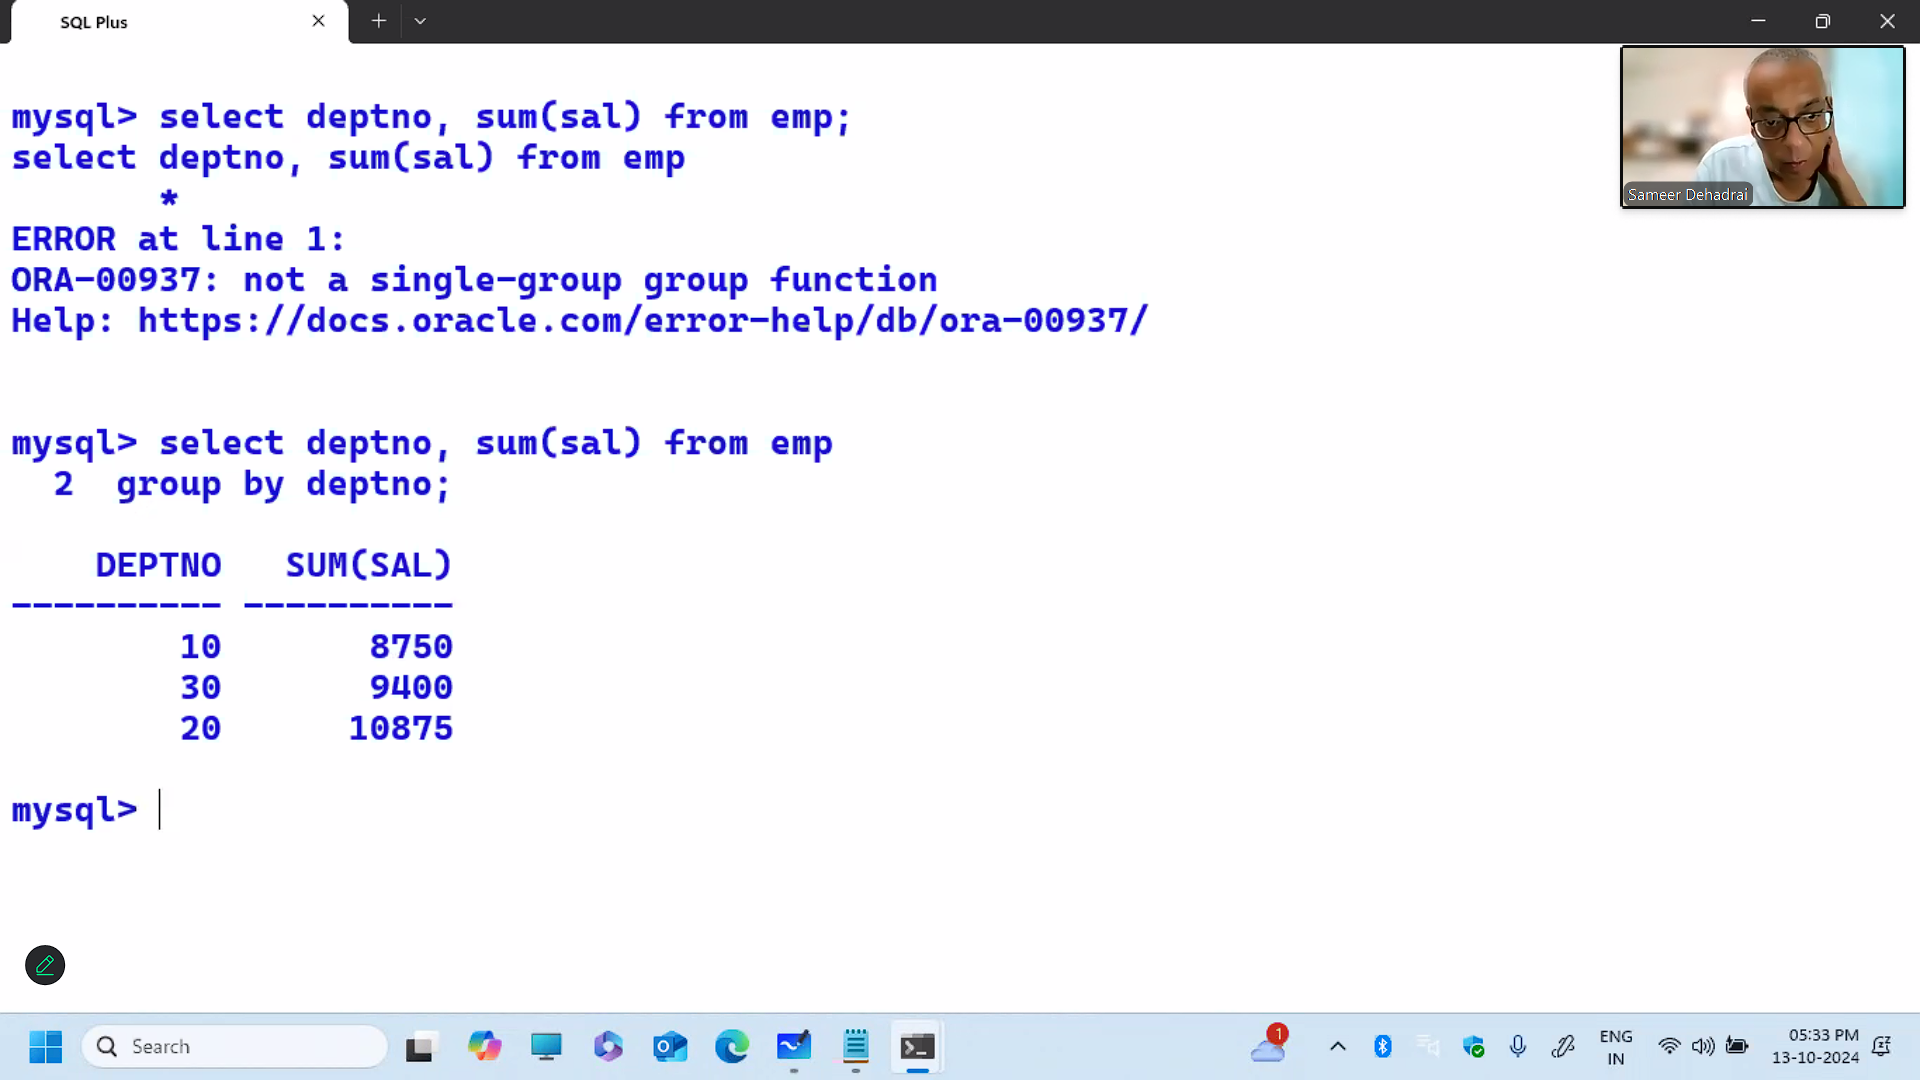 SQL Plus
mysql> select deptno, sum(sal) from emp;
select deptno, sum(sal) from emp
*
ERROR at line 1:
ORA-00937: not a single-group group function
Help: https://docs.oracle.com/error-help/db/ora-00937/
mysql> select deptno, sum(sal) from emp
2 group by deptno;
DEPTNO SUM(SAL)
---------- ----------
10 8750
30 9400
20 10875
mysql>
Sameer Dehadrai
Search
1
ENG
IN
05:33 PM
13-10-2024